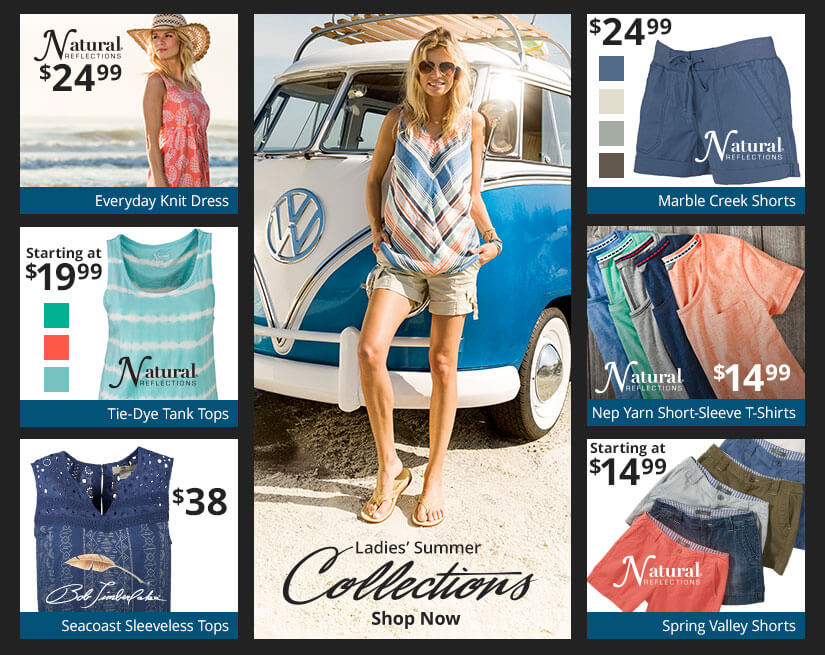 Natural
REFLECTIONS
$24.99
Everyday Knit Dress
Starting at
$19.99
Natural
REFLECTIONS
Tie-Dye Tank Tops
$38
Bob Timberlake
Seacoast Sleeveless Tops
Ladies' Summer
Collections
Shop Now
$24.99
Natural
REFLECTIONS
Marble Creek Shorts
Natural
REFLECTIONS
$14.99
Nep Yarn Short-Sleeve T-Shirts
Starting at
$14.99
Natural
REFLECTIONS
Spring Valley Shorts